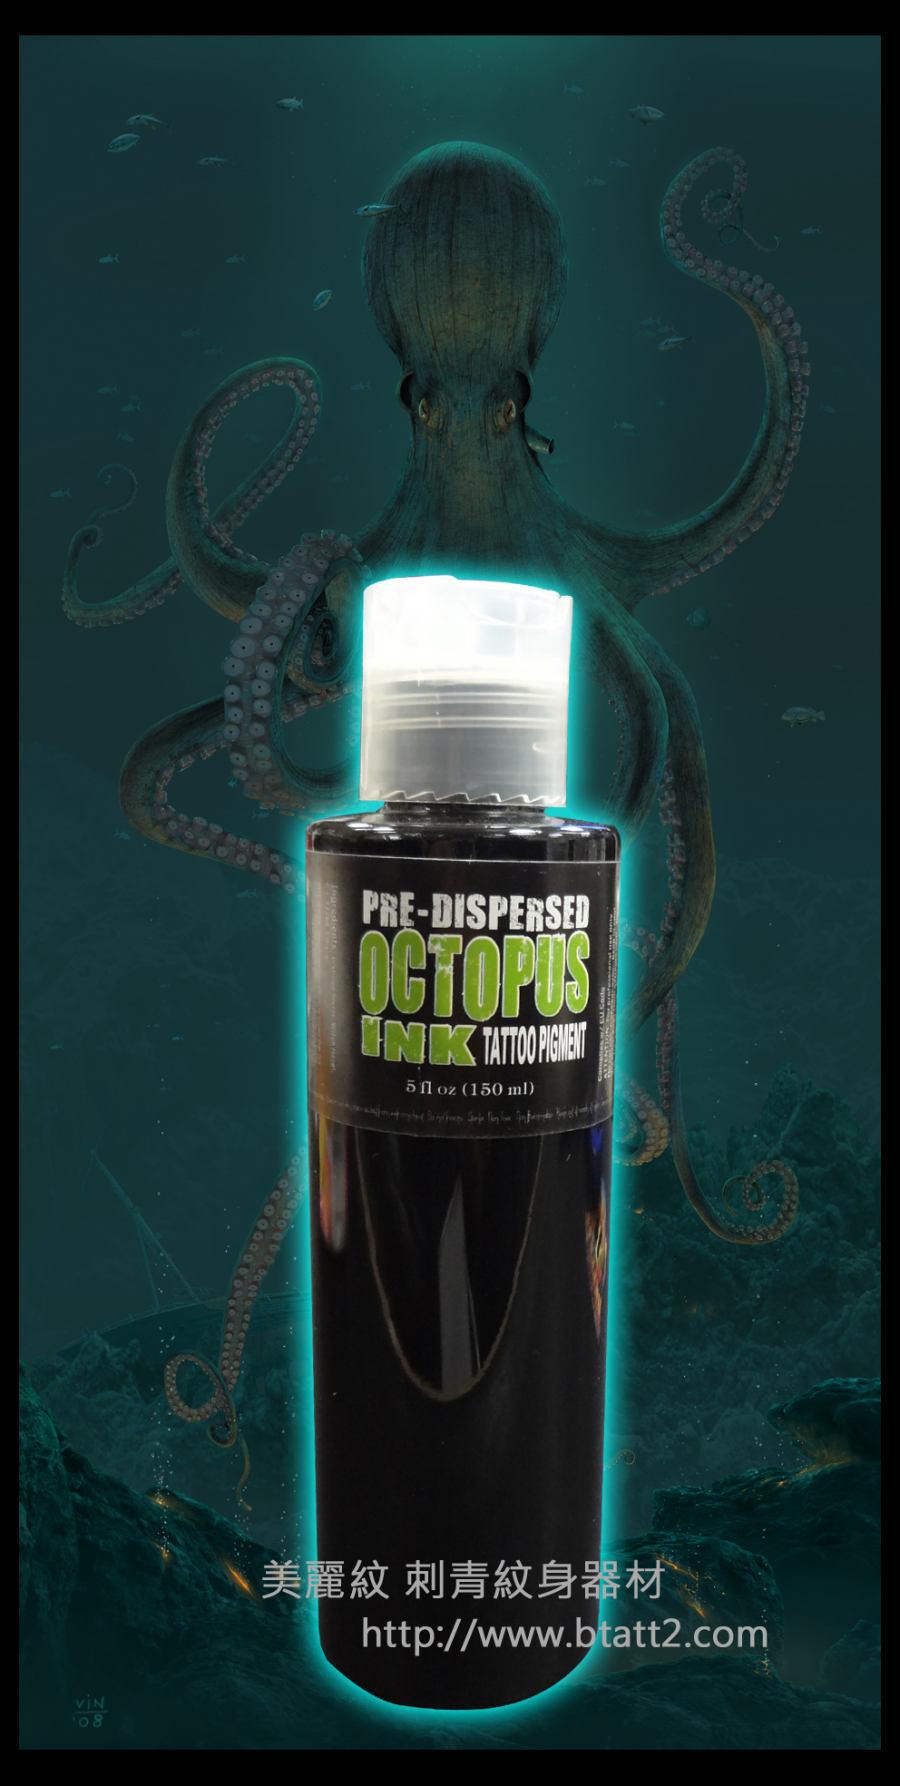 PRE-DISPERSED
OCTOPUS
INK TATTOO PIGMENT
5 fl oz (150 ml)
美麗紋 刺青紋身器材
http://www.btatt2.com
ViN
'08